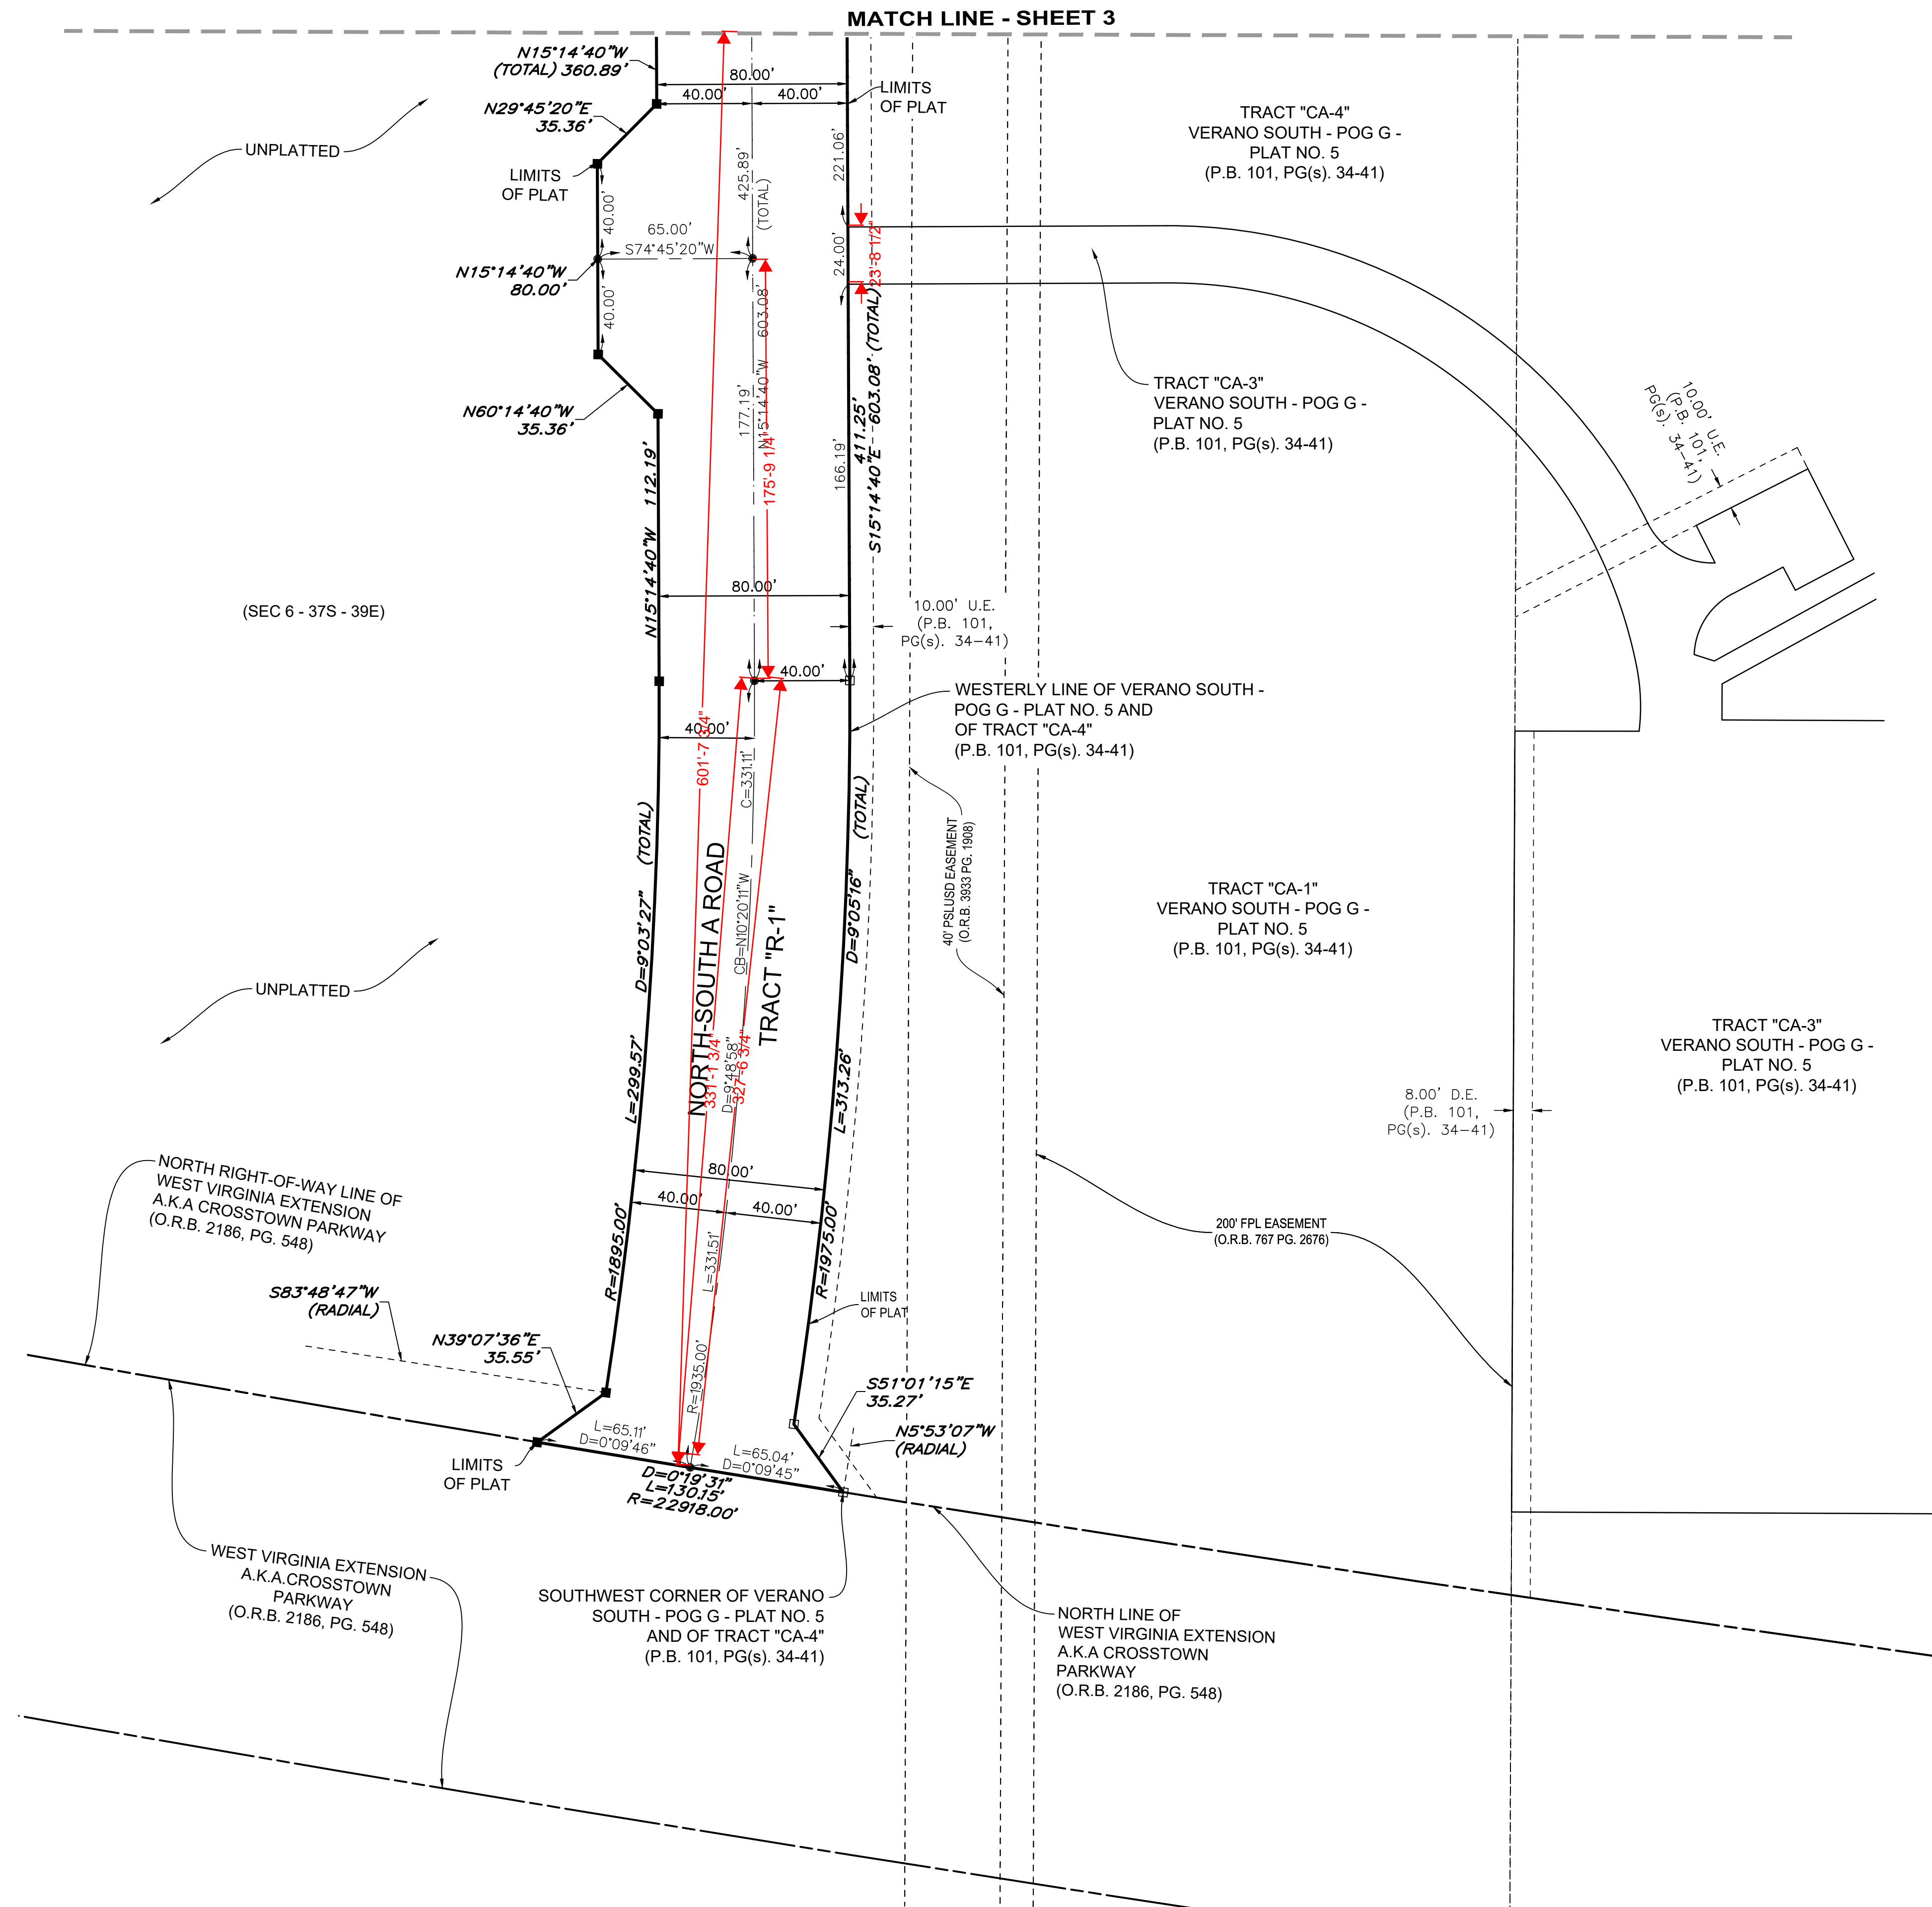 MATCH LINE - SHEET 3
N15°14'40"W
(TOTAL) 360.89'
80.00'
40.00'
40.00'
LIMITS
OF PLAT
N29°45'20"E
35.36'
UNPLATTED
LIMITS
OF PLAT
TRACT "CA-4"
VERANO SOUTH - POG G -
PLAT NO. 5
(P.B. 101, PG(s). 34-41)
425.89'
(TOTAL)
221.06'
40.00'
65.00'
S74°45'20"W
24.00'
23'-8 1/2"
N15°14'40"W
80.00'
40.00'
603.08'
N15°14'40"W
177.19'
175'-9 1/4"
166.19'
411.25'
S15°14'40"E 603.08' (TOTAL)
TRACT "CA-3"
VERANO SOUTH - POG G -
PLAT NO. 5
(P.B. 101, PG(s). 34-41)
10.00' U.E.
(P.B. 101,
PG(s). 34-41)
N60°14'40"W
35.36'
N15°14'40"W 112.19'
(SEC 6 - 37S - 39E)
80.00'
10.00' U.E.
(P.B. 101,
PG(s). 34-41)
40.00'
40.00'
WESTERLY LINE OF VERANO SOUTH -
POG G - PLAT NO. 5 AND
OF TRACT "CA-4"
(P.B. 101, PG(s). 34-41)
601'-7 3/4"
C=331.11'
D=9°03'27" (TOTAL)
L=299.57'
R=1895.00'
NORTH-SOUTH A ROAD
TRACT "R-1"
CB=N10°20'11"W
D=9°48'58"
331'-1 3/4"
327'-6 3/4"
L=331.51'
R=1935.00'
(TOTAL)
D=9°05'16"
L=313.26'
R=1975.00'
40' PSLUSD EASEMENT
(O.R.B. 3933 PG. 1908)
TRACT "CA-1"
VERANO SOUTH - POG G -
PLAT NO. 5
(P.B. 101, PG(s). 34-41)
UNPLATTED
TRACT "CA-3"
VERANO SOUTH - POG G -
PLAT NO. 5
(P.B. 101, PG(s). 34-41)
8.00' D.E.
(P.B. 101,
PG(s). 34-41)
80.00'
40.00'
40.00'
NORTH RIGHT-OF-WAY LINE OF
WEST VIRGINIA EXTENSION
A.K.A CROSSTOWN PARKWAY
(O.R.B. 2186, PG. 548)
200' FPL EASEMENT
(O.R.B. 767 PG. 2676)
S83°48'47"W
(RADIAL)
LIMITS
OF PLAT
N39°07'36"E
35.55'
S51°01'15"E
35.27'
N5°53'07"W
(RADIAL)
L=65.11'
D=0°09'46"
L=65.04'
D=0°09'45"
LIMITS
OF PLAT
D=0°19'31"
L=130.15'
R=22918.00'
WEST VIRGINIA EXTENSION
A.K.A.CROSSTOWN
PARKWAY
(O.R.B. 2186, PG. 548)
SOUTHWEST CORNER OF VERANO
SOUTH - POG G - PLAT NO. 5
AND OF TRACT "CA-4"
(P.B. 101, PG(s). 34-41)
NORTH LINE OF
WEST VIRGINIA EXTENSION
A.K.A CROSSTOWN
PARKWAY
(O.R.B. 2186, PG. 548)